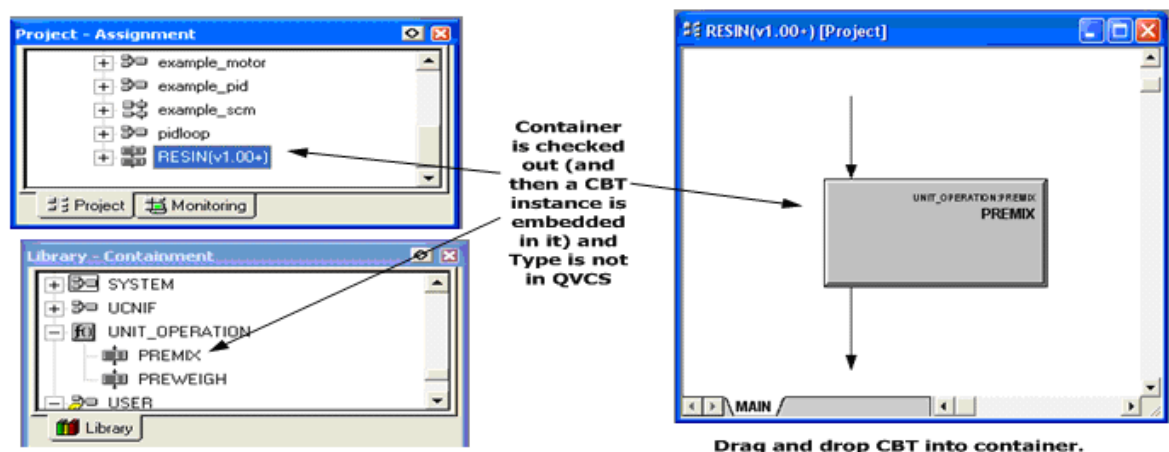 Project - Assignment
example_motor
example_pid
example_scm
pidloop
RESIN(v1.00+)
Project
Monitoring
Library - Containment
SYSTEM
UCNIF
UNIT_OPERATION
PREMIX
PREWEIGH
USER
Library
Container
is checked
out (and
then a CBT
instance is
embedded
in it) and
Type is not
in QVCS
RESIN(v1.00+) [Project]
UNIT_OPERATION:PREMIX
PREMIX
MAIN
Drag and drop CBT into container.